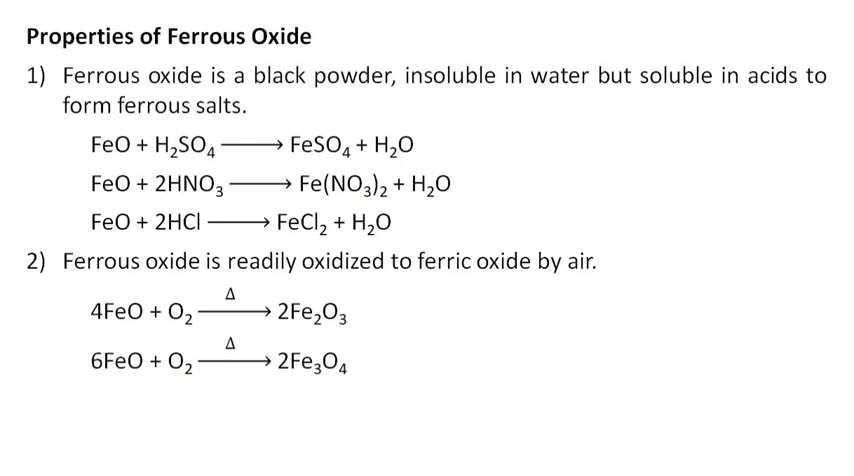 Properties of Ferrous Oxide
1) Ferrous oxide is a black powder, insoluble in water but soluble in acids to
form ferrous salts.
FeO + H₂SO₄ ⟶ FeSO₄ + H₂O
FeO + 2HNO₃ ⟶ Fe(NO₃)₂ + H₂O
FeO + 2HCl ⟶ FeCl₂ + H₂O
2) Ferrous oxide is readily oxidized to ferric oxide by air.
Δ
4FeO + O₂ ⟶ 2Fe₂O₃
Δ
6FeO + O₂ ⟶ 2Fe₃O₄